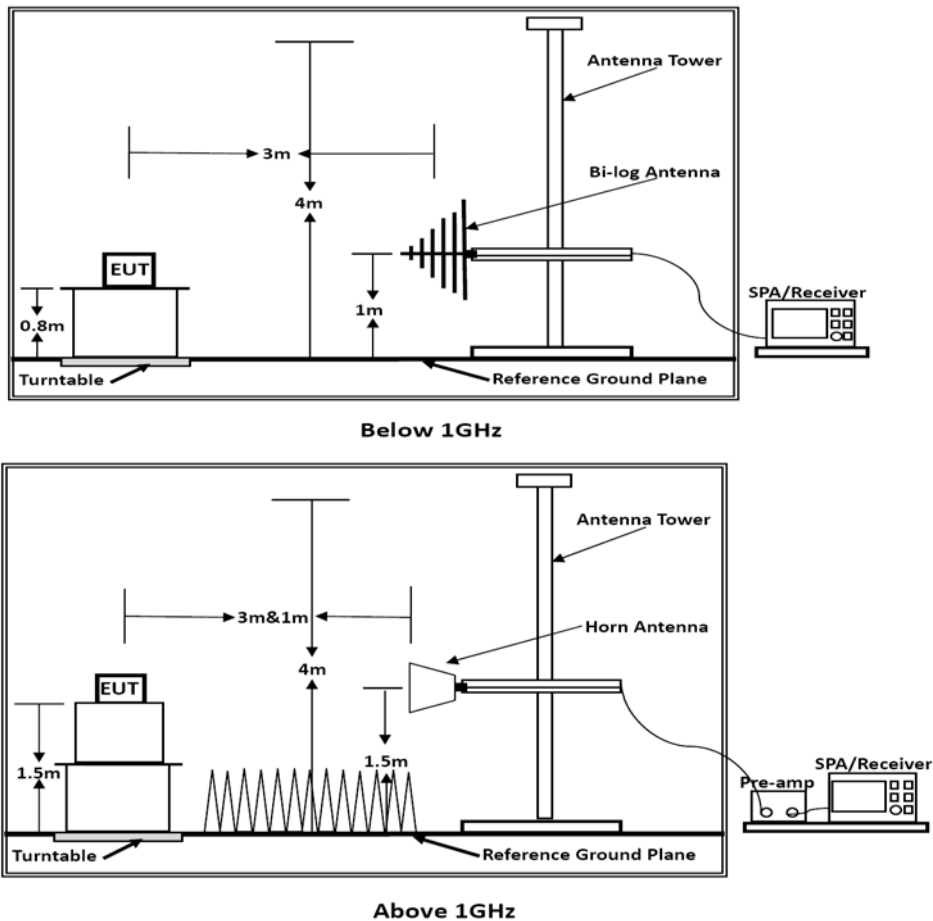 Antenna Tower
3m
Bi-log Antenna
4m
EUT
SPA/Receiver
1m
0.8m
Turntable
Reference Ground Plane
Below 1GHz
Antenna Tower
3m&1m
Horn Antenna
4m
EUT
1.5m
SPA/Receiver
1.5m
Pre-amp
Turntable
Reference Ground Plane
Above 1GHz